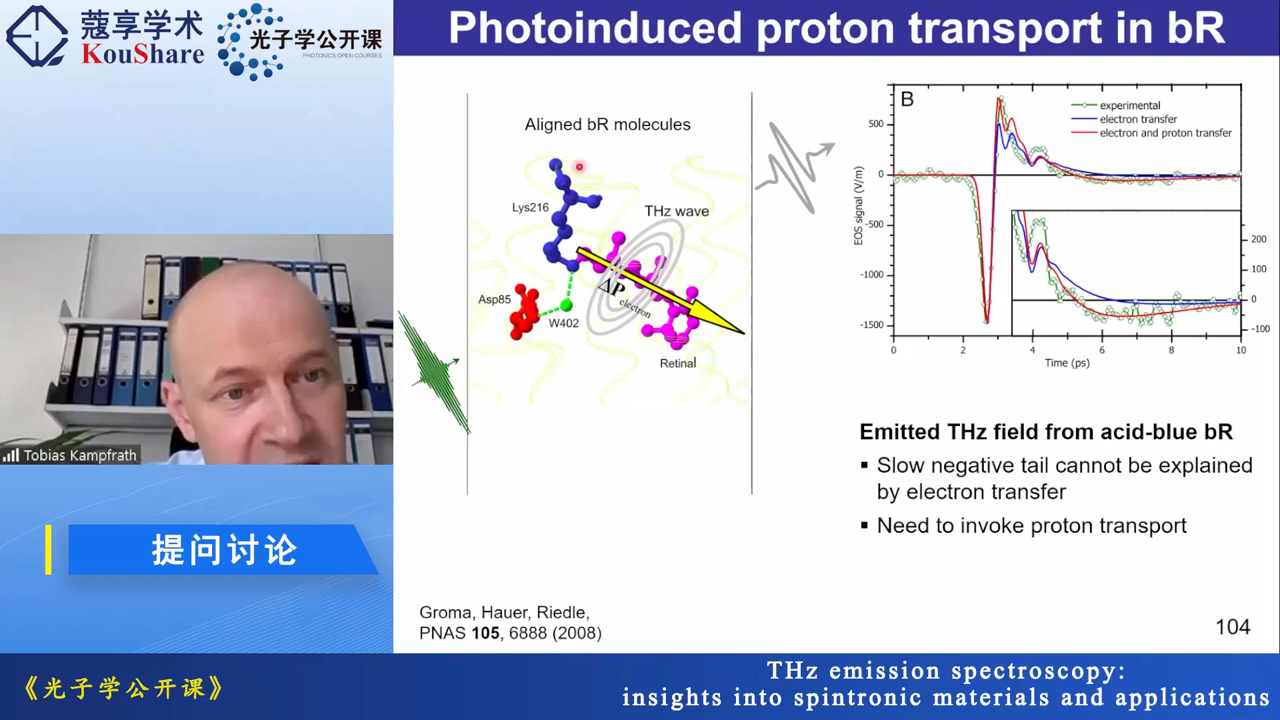 蔻享学术
KouShare
光子学公开课
PHOTONICS OPEN COURSES
Photoinduced proton transport in bR
Aligned bR molecules
Lys216
THz wave
Asp85
W402
ΔP electron
Retinal
B
experimental
electron transfer
electron and proton transfer
EOS signal (V/m)
500
0
-500
-1000
-1500
200
100
0
-100
0 2 4 6 8 10
Time (ps)
Emitted THz field from acid-blue bR
▪ Slow negative tail cannot be explained
by electron transfer
▪ Need to invoke proton transport
Groma, Hauer, Riedle,
PNAS 105, 6888 (2008)
104
Tobias Kampfrath
提问讨论
《光子学公开课》
THz emission spectroscopy:
insights into spintronic materials and applications